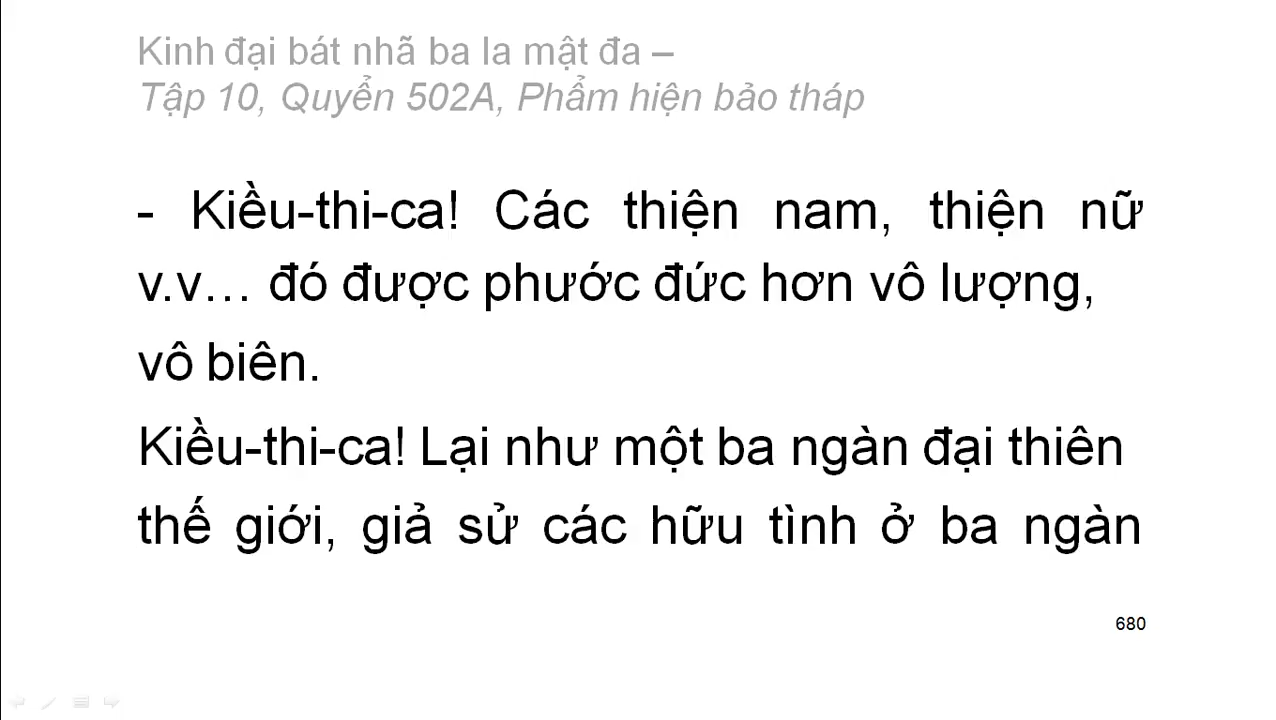 Kinh đại bát nhã ba la mật đa –
Tập 10, Quyển 502A, Phẩm hiện bảo tháp
- Kiều-thi-ca! Các thiện nam, thiện nữ
v.v… đó được phước đức hơn vô lượng,
vô biên.
Kiều-thi-ca! Lại như một ba ngàn đại thiên
thế giới, giả sử các hữu tình ở ba ngàn
680